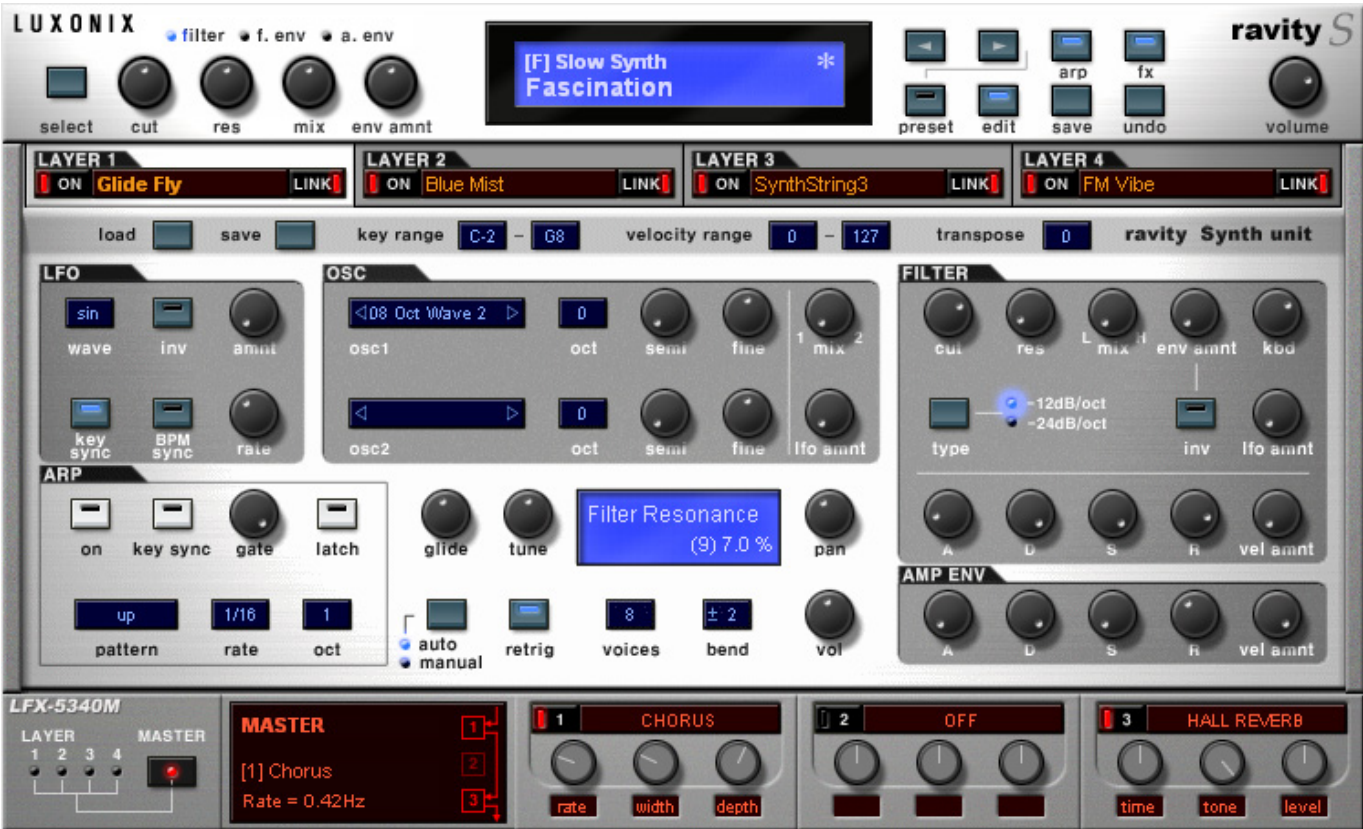 LUXONIX
filter f. env a. env
select cut res mix env amnt
[F] Slow Synth *
Fascination
arp fx
preset edit save undo
ravity S
volume
LAYER 1
ON Glide Fly LINK
LAYER 2
ON Blue Mist LINK
LAYER 3
ON SynthString3 LINK
LAYER 4
ON FM Vibe LINK
load save key range C-2 - G8 velocity range 0 - 127 transpose 0 ravity Synth unit
LFO
sin
wave inv amnt
key sync BPM sync rate
OSC
08 Oct Wave 2 0
osc1 oct semi fine 1 mix 2
0
osc2 oct semi fine lfo amnt
FILTER
cut res L mix H env amnt kbd
-12dB/oct
-24dB/oct
type inv lfo amnt
A D S R vel amnt
ARP
on key sync gate latch
up 1/16 1
pattern rate oct
glide tune
Filter Resonance
(9) 7.0 %
pan
auto
manual
retrig
8
voices
± 2
bend
vol
AMP ENV
A D S R vel amnt
LFX-5340M
LAYER MASTER
1 2 3 4
MASTER
[1] Chorus
Rate = 0.42Hz
1
2
3
1 CHORUS
rate width depth
2 OFF
3 HALL REVERB
time tone level